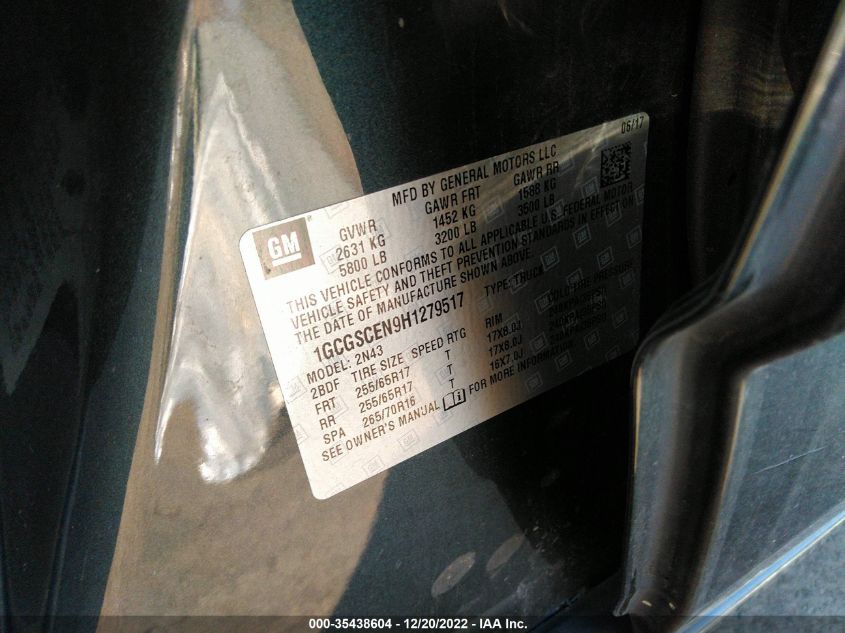 06/17
MFD BY GENERAL MOTORS LLC
GM
GVWR GAWR FRT GAWR RR
2631 KG 1452 KG 1588 KG
5800 LB 3200 LB 3500 LB
THIS VEHICLE CONFORMS TO ALL APPLICABLE U.S. FEDERAL MOTOR
VEHICLE SAFETY AND THEFT PREVENTION STANDARDS IN EFFECT ON
THE DATE OF MANUFACTURE SHOWN ABOVE.
1GCGSCEN9H1279517 TYPE: TRUCK
MODEL: 2N43
2BDF TIRE SIZE SPEED RTG RIM COLD TIRE PRESSURE
FRT 255/65R17 T 17X8.0J
RR 255/65R17 T 17X8.0J
SPA 265/70R16 T 16X7.0J
SEE OWNER'S MANUAL FOR MORE INFORMATION
000-35438604 - 12/20/2022 - IAA Inc.